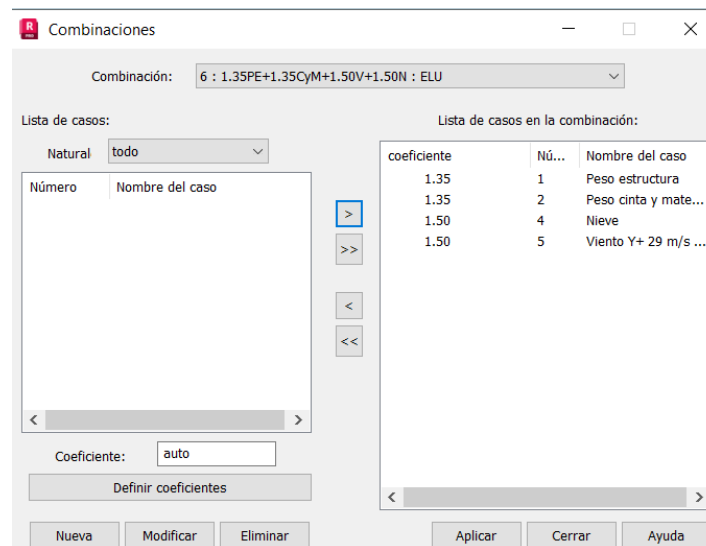 R
PRO
Combinaciones
Combinación: 6 : 1.35PE+1.35CyM+1.50V+1.50N : ELU
Lista de casos: Lista de casos en la combinación:
Natural todo
Número Nombre del caso
coeficiente Nú... Nombre del caso
1.35 1 Peso estructura
1.35 2 Peso cinta y mate...
1.50 4 Nieve
1.50 5 Viento Y+ 29 m/s ...
>
>>
<
<<
Coeficiente: auto
Definir coeficientes
Nueva Modificar Eliminar Aplicar Cerrar Ayuda